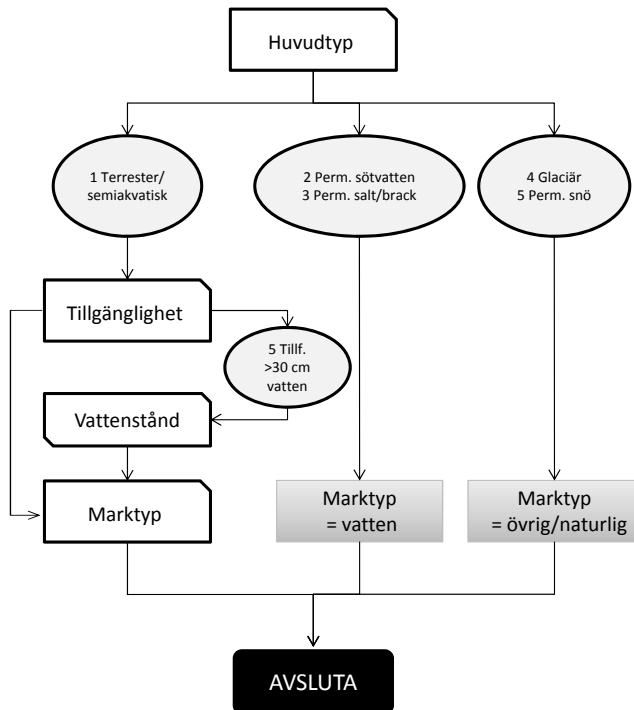 Huvudtyp
1 Terrester/
semiakvatisk
2 Perm. sötvatten
3 Perm. salt/brack
4 Glaciär
5 Perm. snö
Tillgänglighet
5 Tillf.
>30 cm
vatten
Vattenstånd
Marktyp
Marktyp
= vatten
Marktyp
= övrig/naturlig
AVSLUTA